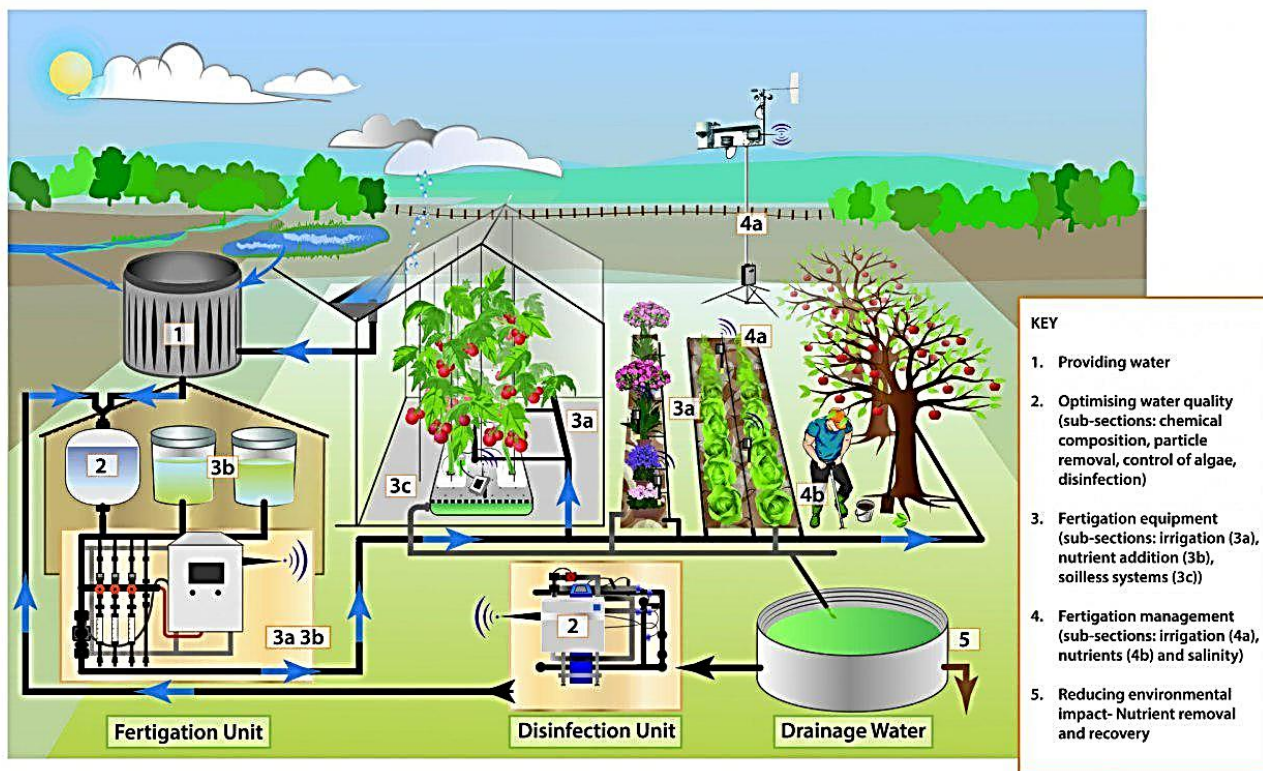 4a
1
4a
3a
3a
2
3b
3c
4b
3a 3b
2
5
Fertigation Unit
Disinfection Unit
Drainage Water
KEY
1. Providing water
2. Optimising water quality
(sub-sections: chemical
composition, particle
removal, control of algae,
disinfection)
3. Fertigation equipment
(sub-sections: irrigation (3a),
nutrient addition (3b),
soilless systems (3c))
4. Fertigation management
(sub-sections: irrigation (4a),
nutrients (4b) and salinity)
5. Reducing environmental
impact- Nutrient removal
and recovery